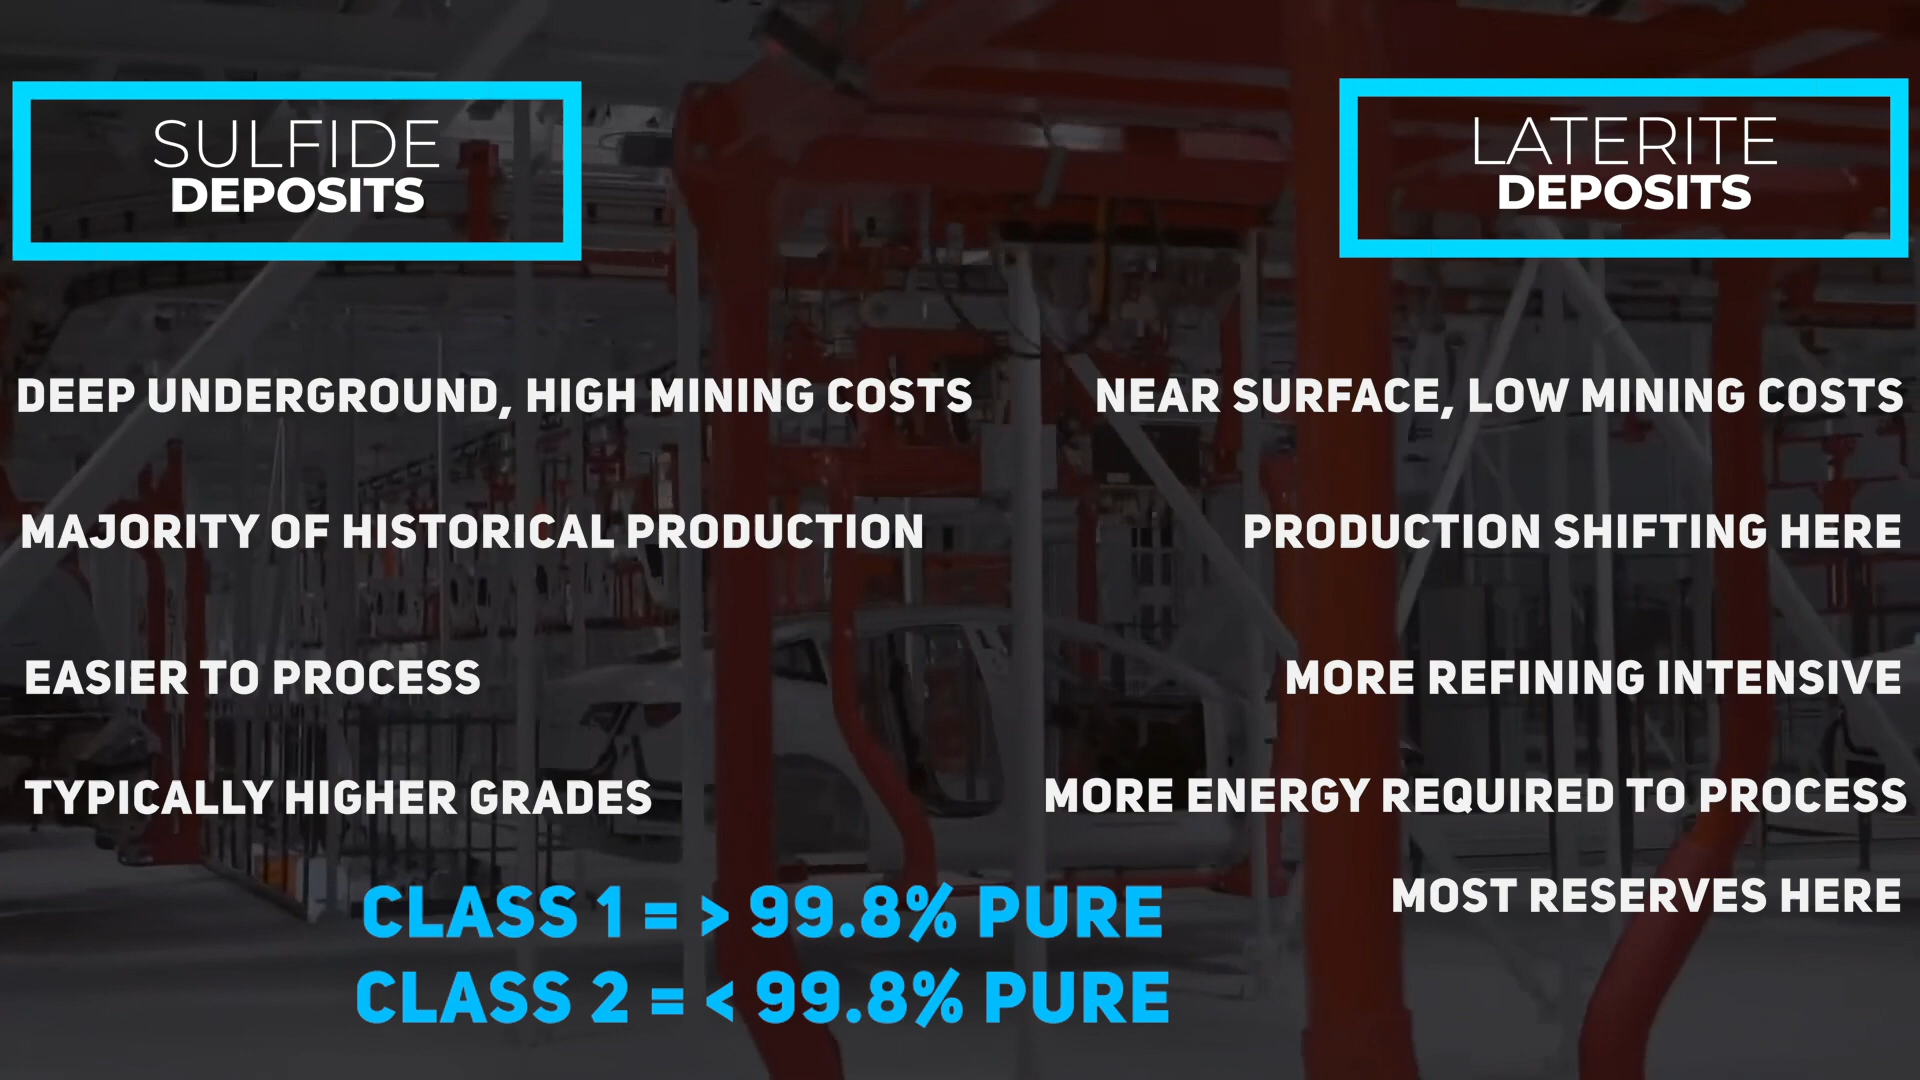 SULFIDE
DEPOSITS
DEEP UNDERGROUND, HIGH MINING COSTS
MAJORITY OF HISTORICAL PRODUCTION
EASIER TO PROCESS
TYPICALLY HIGHER GRADES
LATERITE
DEPOSITS
NEAR SURFACE, LOW MINING COSTS
PRODUCTION SHIFTING HERE
MORE REFINING INTENSIVE
MORE ENERGY REQUIRED TO PROCESS
MOST RESERVES HERE
CLASS 1 = > 99.8% PURE
CLASS 2 = < 99.8% PURE